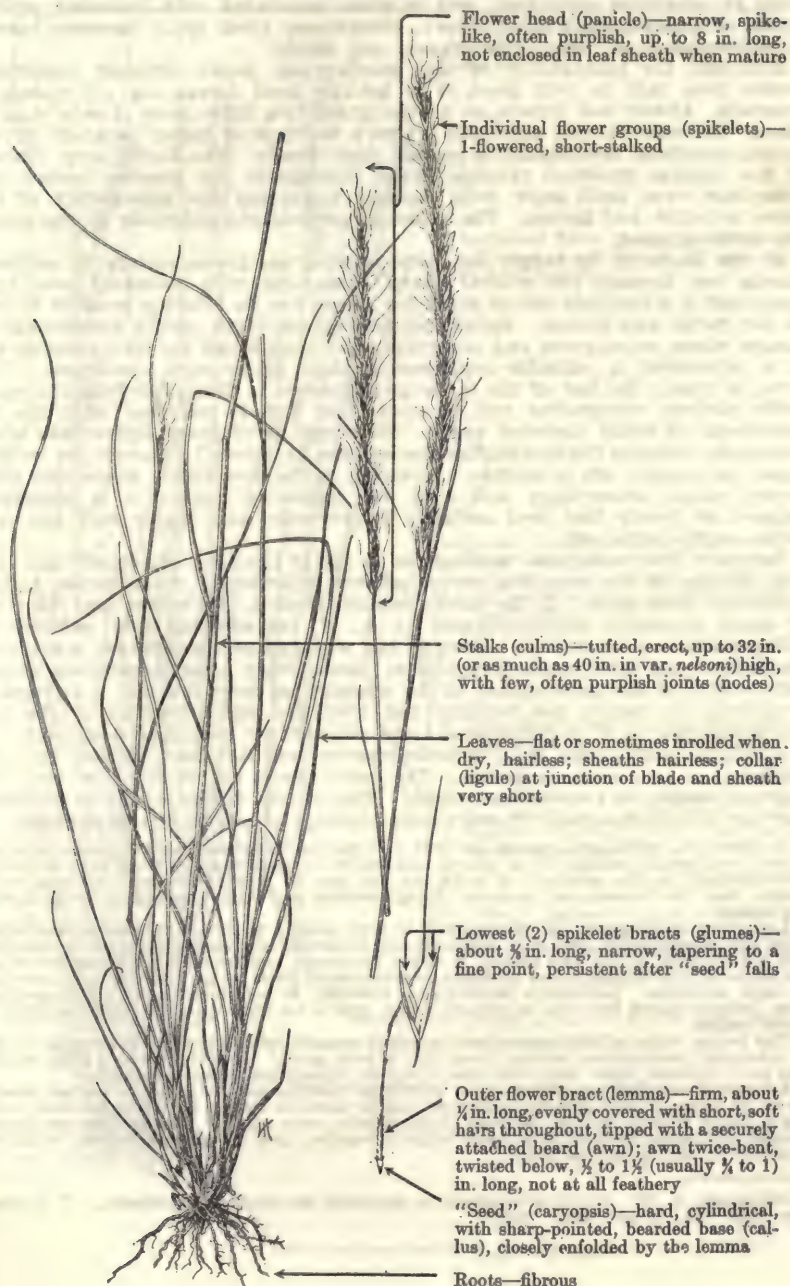 Flower head (panicle)—narrow, spike-
like, often purplish, up to 8 in. long,
not enclosed in leaf sheath when mature
Individual flower groups (spikelets)—
1-flowered, short-stalked
Stalks (culms)—tufted, erect, up to 32 in.
(or as much as 40 in. in var. nelsoni) high,
with few, often purplish joints (nodes)
Leaves—flat or sometimes inrolled when
dry, hairless; sheaths hairless; collar
(ligule) at junction of blade and sheath
very short
Lowest (2) spikelet bracts (glumes)—
about in. long, narrow, tapering to a
fine point, persistent after "seed" falls
Outer flower bract (lemma)—firm, about
¼ in. long, evenly covered with short, soft
hairs throughout, tipped with a securely
attached beard (awn); awn twice-bent,
twisted below, ½ to (usually ¾ to 1)
in. long, not at all feathery
"Seed" (caryopsis)—hard, cylindrical,
with sharp-pointed, bearded base (cal-
lus), closely enfolded by the lemma
Roots—fibrous